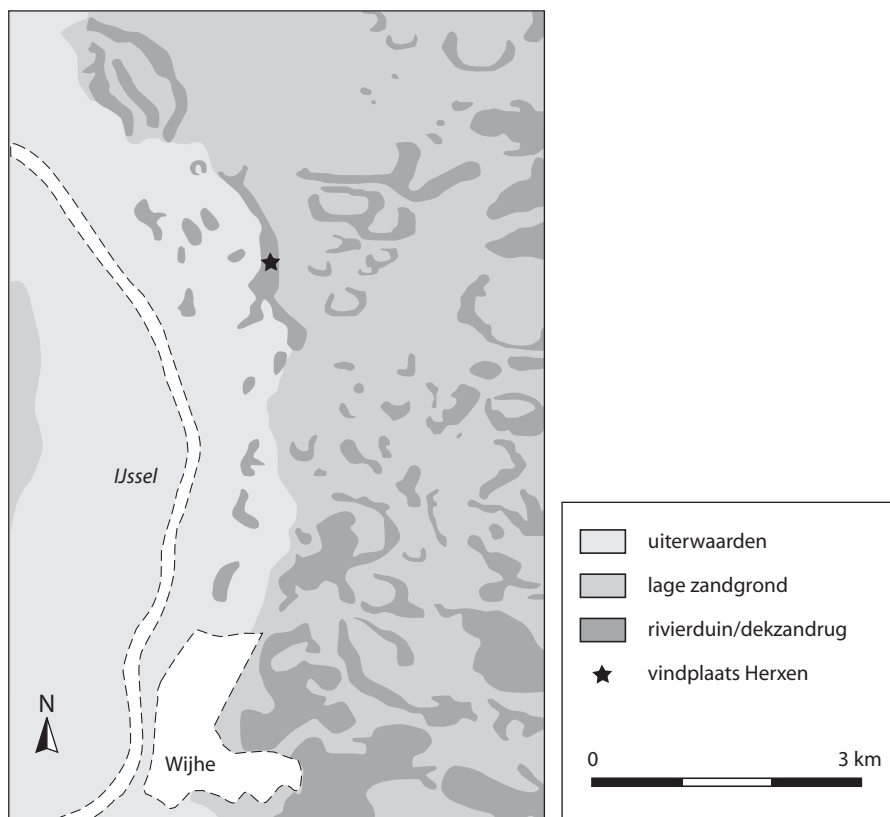 IJssel
N
Wijhe
uiterwaarden
lage zandgrond
rivierduin/dekzandrug
vindplaats Herxen
0 3 km